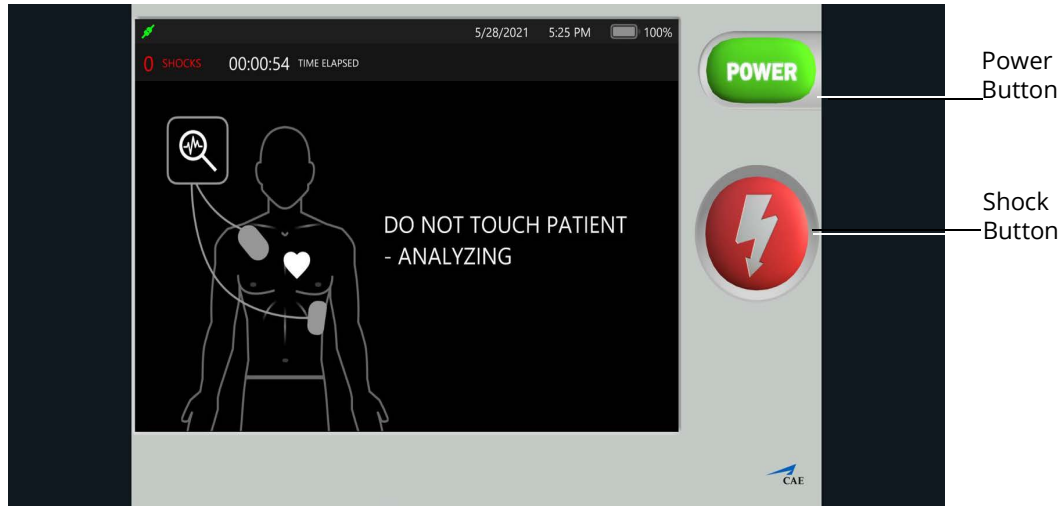 5/28/2021 5:25 PM 100%
0 SHOCKS 00:00:54 TIME ELAPSED
POWER
Power
Button
DO NOT TOUCH PATIENT
- ANALYZING
Shock
Button
CAE